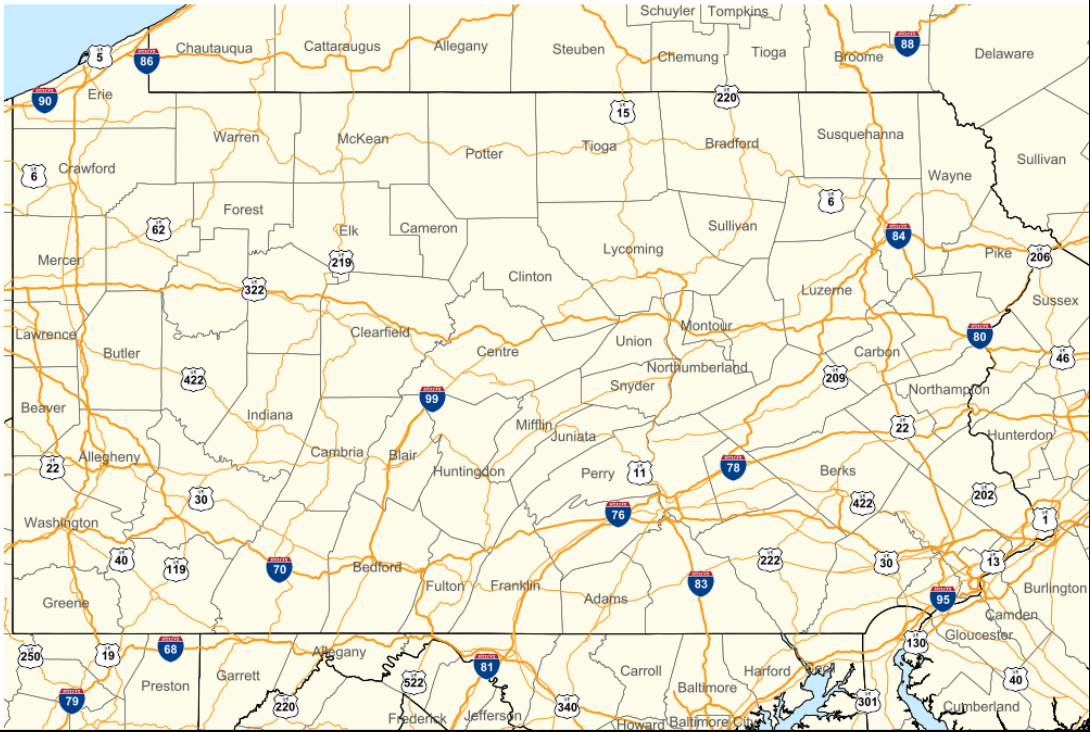 Schuyler Tompkins
Chautauqua Cattaraugus Allegany Steuben Chemung Tioga Broome 88 Delaware
5
86
90
Erie
15
220
Warren McKean Potter Tioga Bradford Susquehanna
6 Crawford Wayne Sullivan
6
Forest
62 Elk Cameron Sullivan
84
Mercer 219 Lycoming Pike 206
322 Clinton Luzerne Sussex
Lawrence Clearfield Montour
Butler Centre Union 80
Carbon 46
422 Northumberland 209
Snyder Northampton
99
Beaver Indiana Mifflin 22
Juniata Hunterdon
Allegheny Cambria Blair
22 Huntingdon Perry 11 78 Berks
30 422 202
Washington 76 1
40 119 70 Bedford 222 30 13
Fulton Franklin 83
Greene Adams 95 Burlington
Camden
Gloucester
250 19 68 Allegany 130
81 Carroll Harford Cecil
Preston Garrett 522 40
79 Baltimore
220 340 301 Cumberland
Frederick Jefferson Howard Baltimore City